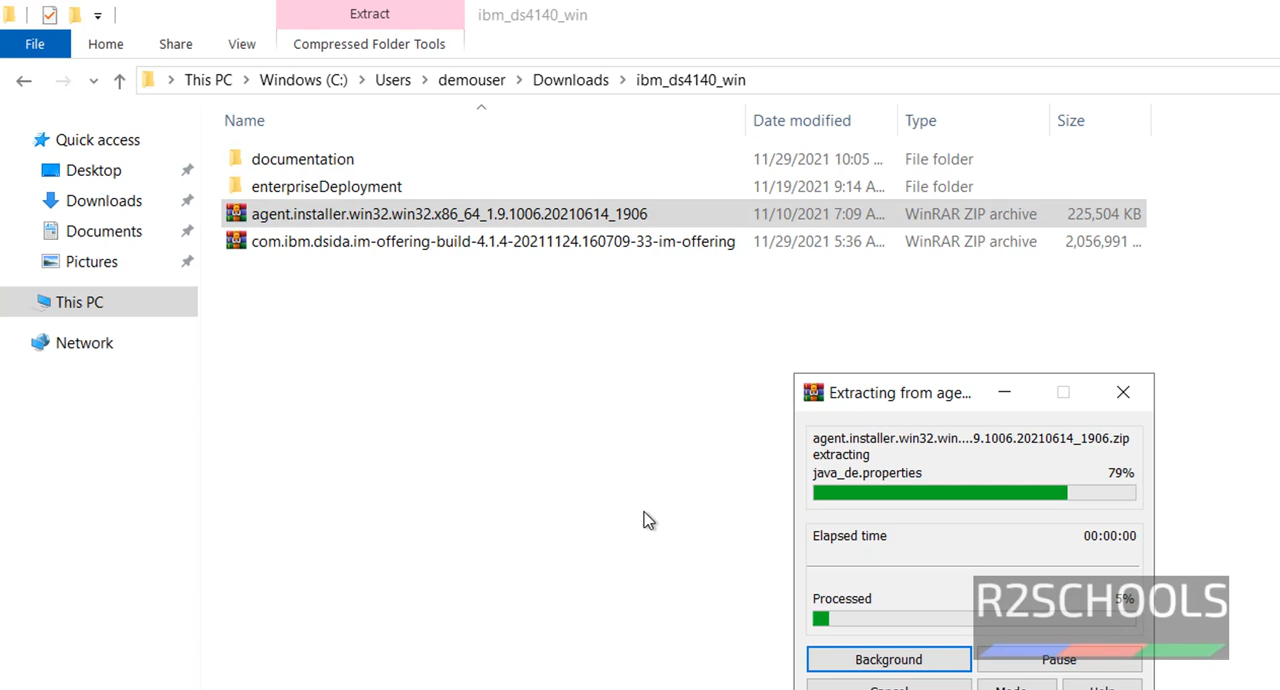 Extract
ibm_ds4140_win
File
Home
Share
View
Compressed Folder Tools
This PC
Windows (C:)
Users
demouser
Downloads
ibm_ds4140_win
Name
Date modified
Type
Size
Quick access
Desktop
Downloads
Documents
Pictures
This PC
Network
documentation
11/29/2021 10:05 ...
File folder
enterpriseDeployment
11/19/2021 9:14 A...
File folder
agent.installer.win32.win32.x86_64_1.9.1006.20210614_1906
11/10/2021 7:09 A...
WinRAR ZIP archive
225,504 KB
com.ibm.dsida.im-offering-build-4.1.4-20211124.160709-33-im-offering
11/29/2021 5:36 A...
WinRAR ZIP archive
2,056,991 ...
Extracting from age...
agent.installer.win32.win....9.1006.20210614_1906.zip
extracting
java_de.properties
79%
Elapsed time
00:00:00
Processed
5%
R2SCHOOLS
Background
Pause
Cancel
Mode...
Help